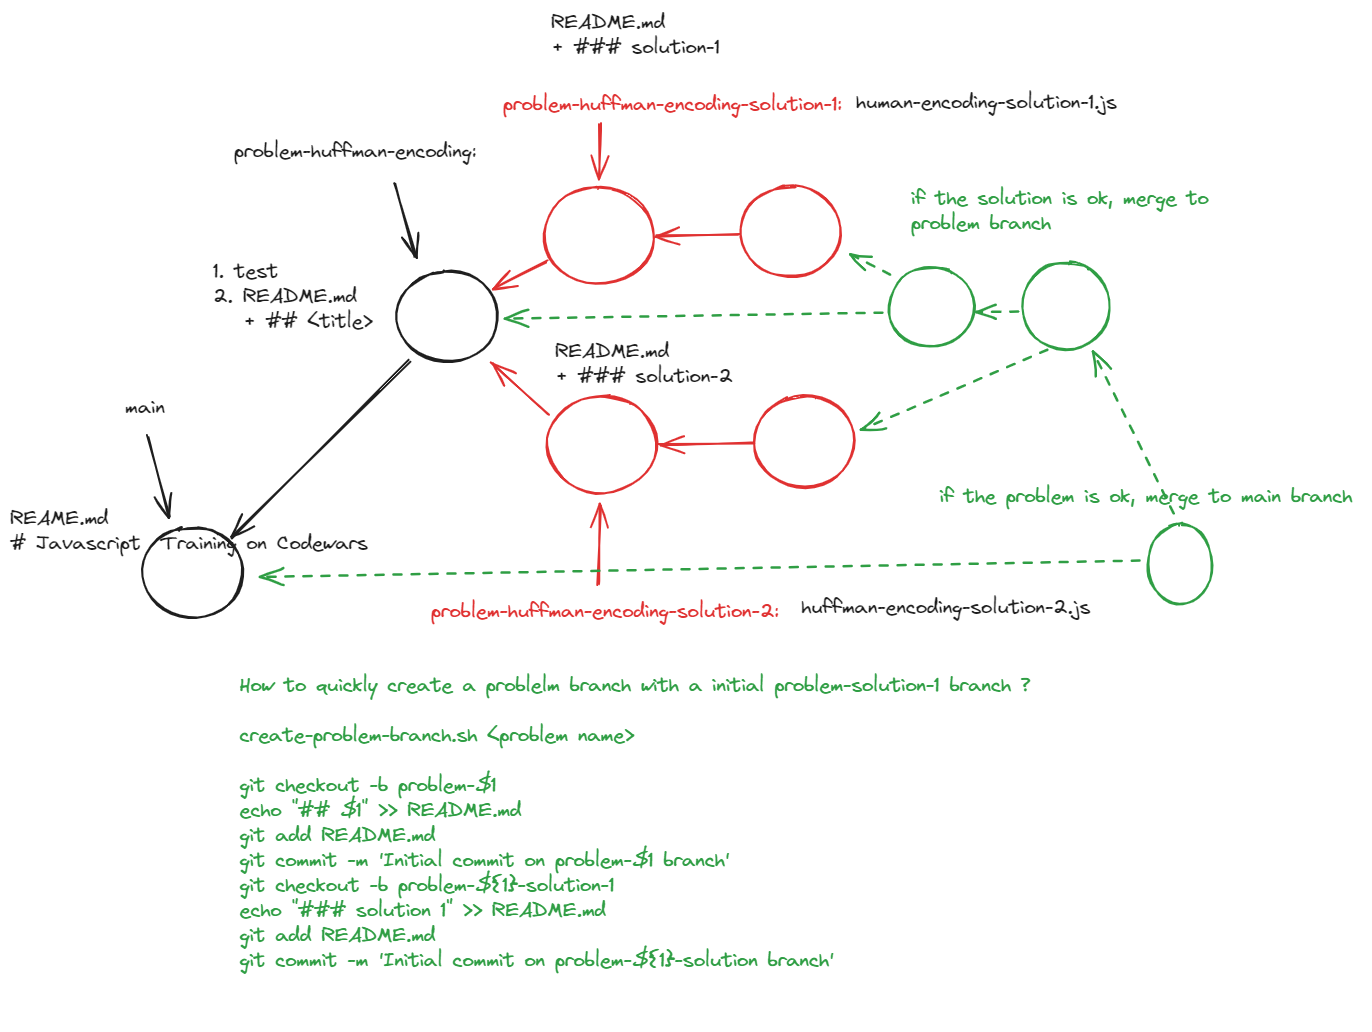 README.md
+ ### solution-1
problem-huffman-encoding-solution-1: human-encoding-solution-1.js
problem-huffman-encoding:
if the solution is ok, merge to
problem branch
1. test
2. README.md
+ ## <title>
README.md
+ ### solution-2
main
if the problem is ok, merge to main branch
REAME.md
# Javascript Training on Codewars
problem-huffman-encoding-solution-2: huffman-encoding-solution-2.js
How to quickly create a problelm branch with a initial problem-solution-1 branch ?
create-problem-branch.sh <problem name>
git checkout -b problem-$1
echo "## $1" >> README.md
git add README.md
git commit -m 'Initial commit on problem-$1 branch'
git checkout -b problem-${1}-solution-1
echo "### solution 1" >> README.md
git add README.md
git commit -m 'Initial commit on problem-${1}-solution branch'